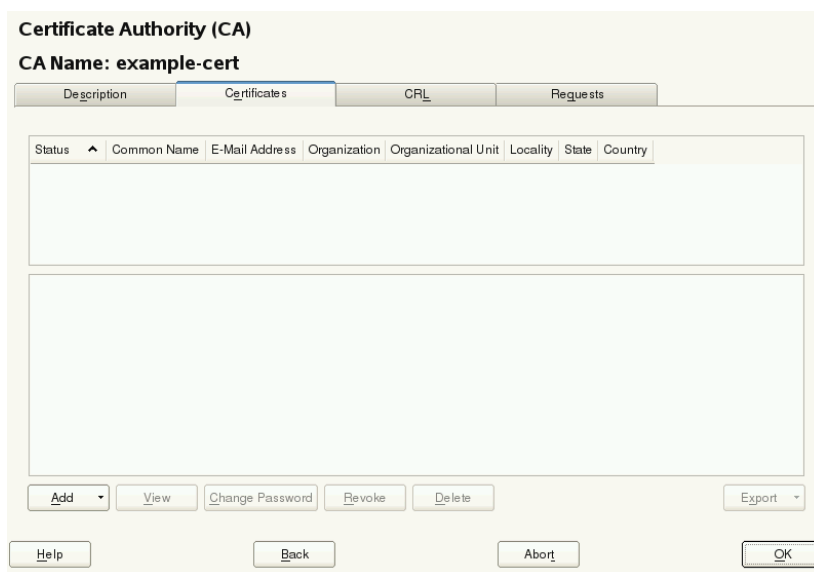 Certificate Authority (CA)
CA Name: example-cert
Description Certificates CRL Requests
Status Common Name E-Mail Address Organization Organizational Unit Locality State Country
Add View Change Password Revoke Delete Export
Help Back Abort OK